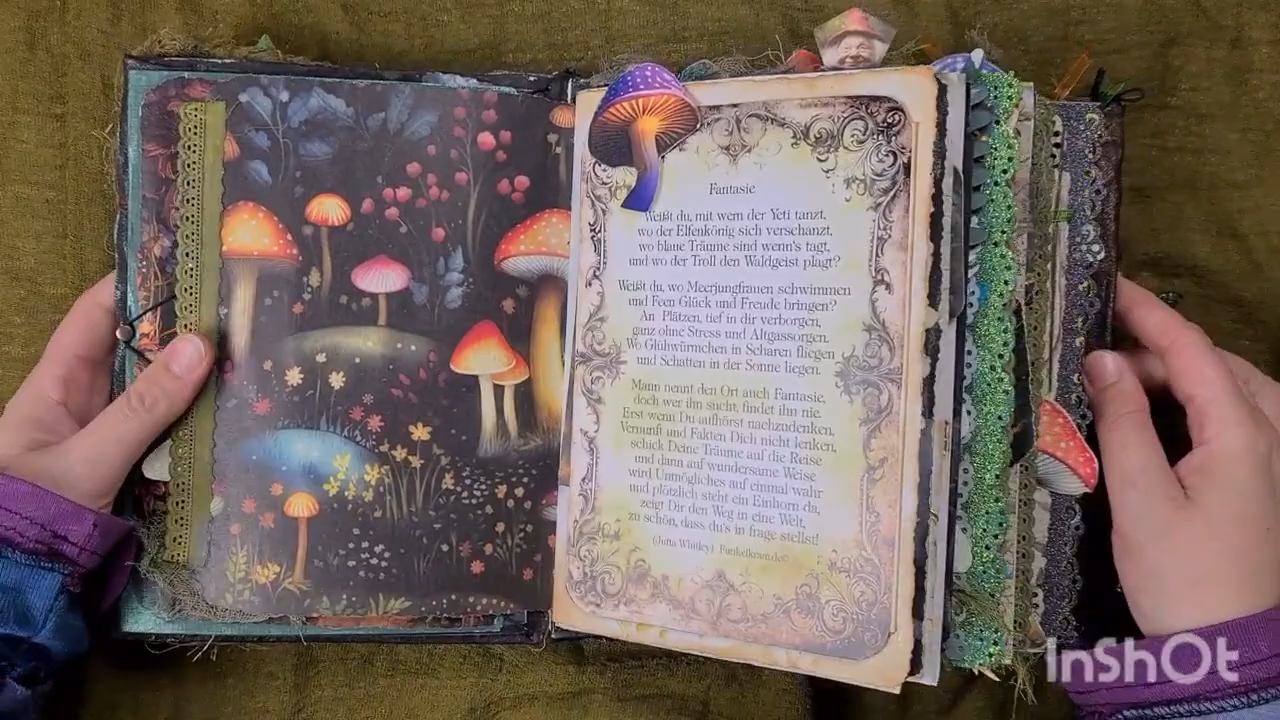 Fantasie
Weißt du, mit wem der Yeti tanzt,
wo der Elfenkönig sich verschanzt,
wo blaue Träume sind wenn's tagt,
und wo der Troll den Waldgeist plagt?
Weißt du, wo Meerjungfrauen schwimmen
und Feen Glück und Freude bringen?
An Plätzen, tief in dir verborgen,
ganz ohne Stress und Altgassorgen.
Wo Glühwürmchen in Scharen fliegen
und Schatten in der Sonne liegen.
Mann nennt den Ort auch Fantasie,
doch wer ihn sucht, findet ihn nie.
Erst wenn Du aufhörst nachzudenken,
Vernunft und Fakten Dich nicht lenken,
schick Deine Träume auf die Reise
und dann auf wundersame Weise
wird Unmögliches auf einmal wahr
und plötzlich steht ein Einhorn da,
zeigt Dir den Weg in eine Welt,
zu schön, dass du's in frage stellst!
(Jutta Whitley) Funkelkram.de©
InShOt